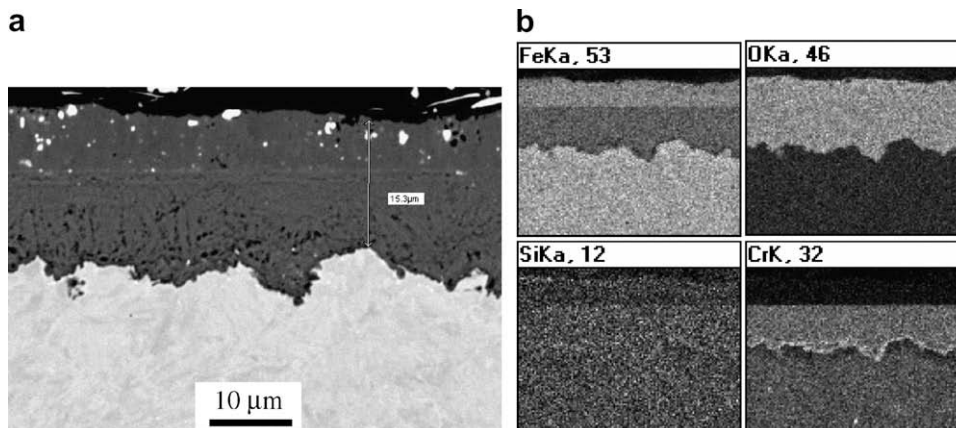 a
b
FeKa, 53
OKa, 46
15.3µm
SiKa, 12
CrK, 32
10 µm